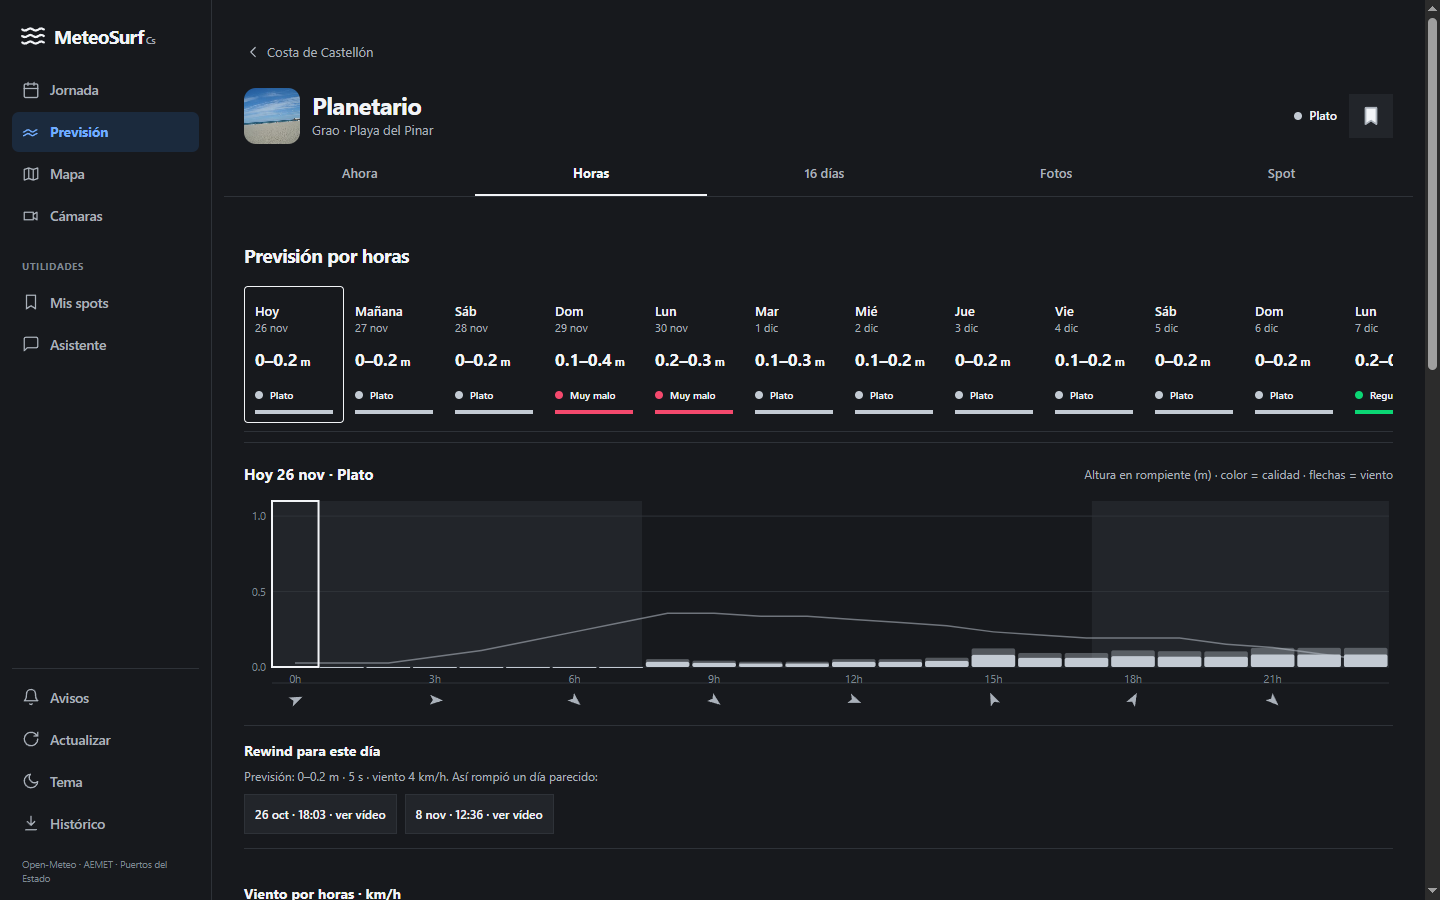 MeteoSurf Cs
Jornada
Previsión
Mapa
Cámaras
UTILIDADES
Mis spots
Asistente
Avisos
Actualizar
Tema
Histórico
Open-Meteo · AEMET · Puertos del
Estado
Costa de Castellón
Planetario
Grao · Playa del Pinar
Plato
Ahora Horas 16 días Fotos Spot
Previsión por horas
Hoy Mañana Sáb Dom Lun Mar Mié Jue Vie Sáb Dom Lun
26 nov 27 nov 28 nov 29 nov 30 nov 1 dic 2 dic 3 dic 4 dic 5 dic 6 dic 7 dic
0–0.2 m 0–0.2 m 0–0.2 m 0.1–0.4 m 0.2–0.3 m 0.1–0.3 m 0.1–0.2 m 0–0.2 m 0.1–0.2 m 0–0.2 m 0–0.2 m 0.2–0
Plato Plato Plato Muy malo Muy malo Plato Plato Plato Plato Plato Plato Regu
Hoy 26 nov · Plato
Altura en rompiente (m) · color = calidad · flechas = viento
1.0
0.5
0.0
0h 3h 6h 9h 12h 15h 18h 21h
Rewind para este día
Previsión: 0–0.2 m · 5 s · viento 4 km/h. Así rompió un día parecido:
26 oct · 18:03 · ver vídeo 8 nov · 12:36 · ver vídeo
Viento por horas · km/h